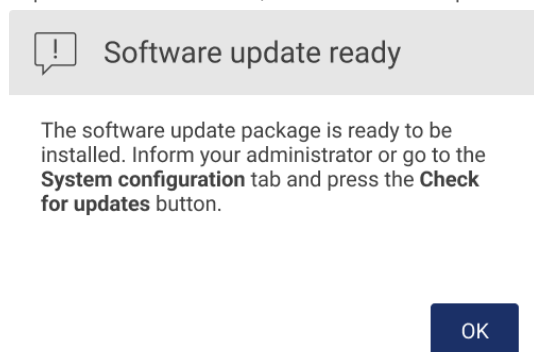 Software update ready
The software update package is ready to be
installed. Inform your administrator or go to the
System configuration tab and press the Check
for updates button.
OK